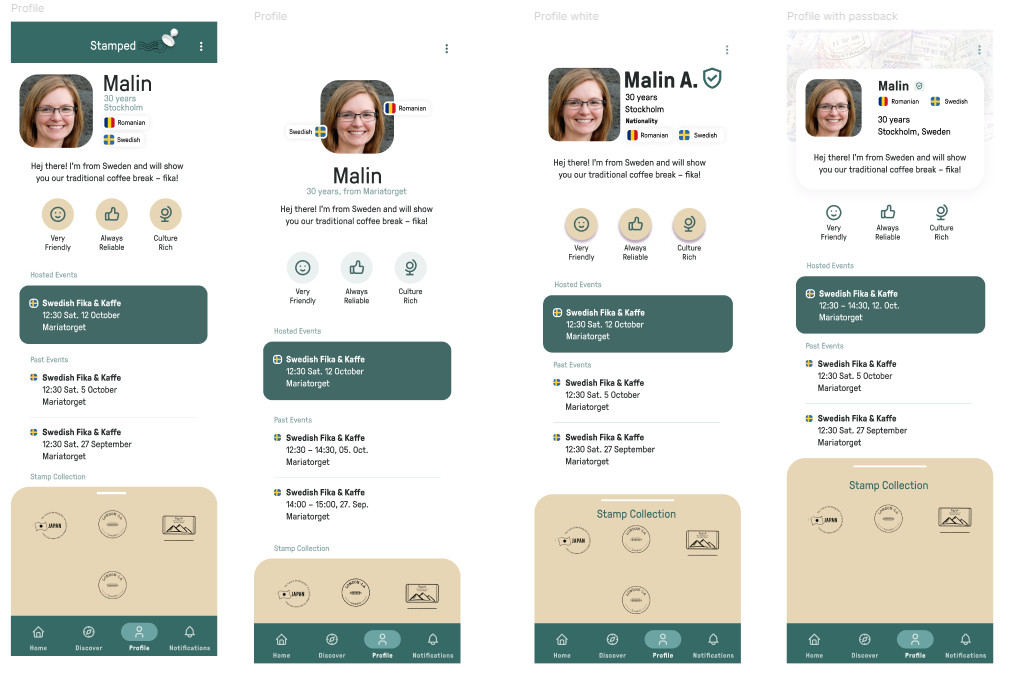 Profile
Stamped
Malin
30 years
Stockholm
Romanian
Swedish
Hej there! I'm from Sweden and will show
you our traditional coffee break – fika!
Very
Friendly
Always
Reliable
Culture
Rich
Hosted Events
Swedish Fika & Kaffe
12:30 Sat. 12 October
Mariatorget
Past Events
Swedish Fika & Kaffe
12:30 Sat. 5 October
Mariatorget
Swedish Fika & Kaffe
12:30 Sat. 27 September
Mariatorget
Stamp Collection
JAPAN
Home
Discover
Profile
Notifications
Profile
Romanian
Swedish
Malin
30 years, from Mariatorget
Hej there! I'm from Sweden and will show
you our traditional coffee break – fika!
Very
Friendly
Always
Reliable
Culture
Rich
Hosted Events
Swedish Fika & Kaffe
12:30 Sat. 12 October
Mariatorget
Past Events
Swedish Fika & Kaffe
12:30 – 14:30, 05. Oct.
Mariatorget
Swedish Fika & Kaffe
14:00 – 15:00, 27. Sep.
Mariatorget
Stamp Collection
JAPAN
Home
Discover
Profile
Notifications
Profile white
Malin A.
30 years
Stockholm
Nationality
Romanian
Swedish
Hej there! I'm from Sweden and will show
you our traditional coffee break – fika!
Very
Friendly
Always
Reliable
Culture
Rich
Hosted Events
Swedish Fika & Kaffe
12:30 Sat. 12 October
Mariatorget
Past Events
Swedish Fika & Kaffe
12:30 Sat. 5 October
Mariatorget
Swedish Fika & Kaffe
12:30 Sat. 27 September
Mariatorget
Stamp Collection
JAPAN
Home
Discover
Profile
Notifications
Profile with passback
Malin
Romanian
Swedish
30 years
Stockholm, Sweden
Hej there! I'm from Sweden and will show
you our traditional coffee break – fika!
Very
Friendly
Always
Reliable
Culture
Rich
Hosted Events
Swedish Fika & Kaffe
12:30 – 14:30, 12. Oct.
Mariatorget
Past Events
Swedish Fika & Kaffe
12:30 Sat. 5 October
Mariatorget
Swedish Fika & Kaffe
12:30 Sat. 27 September
Mariatorget
Stamp Collection
JAPAN
Home
Discover
Profile
Notifications